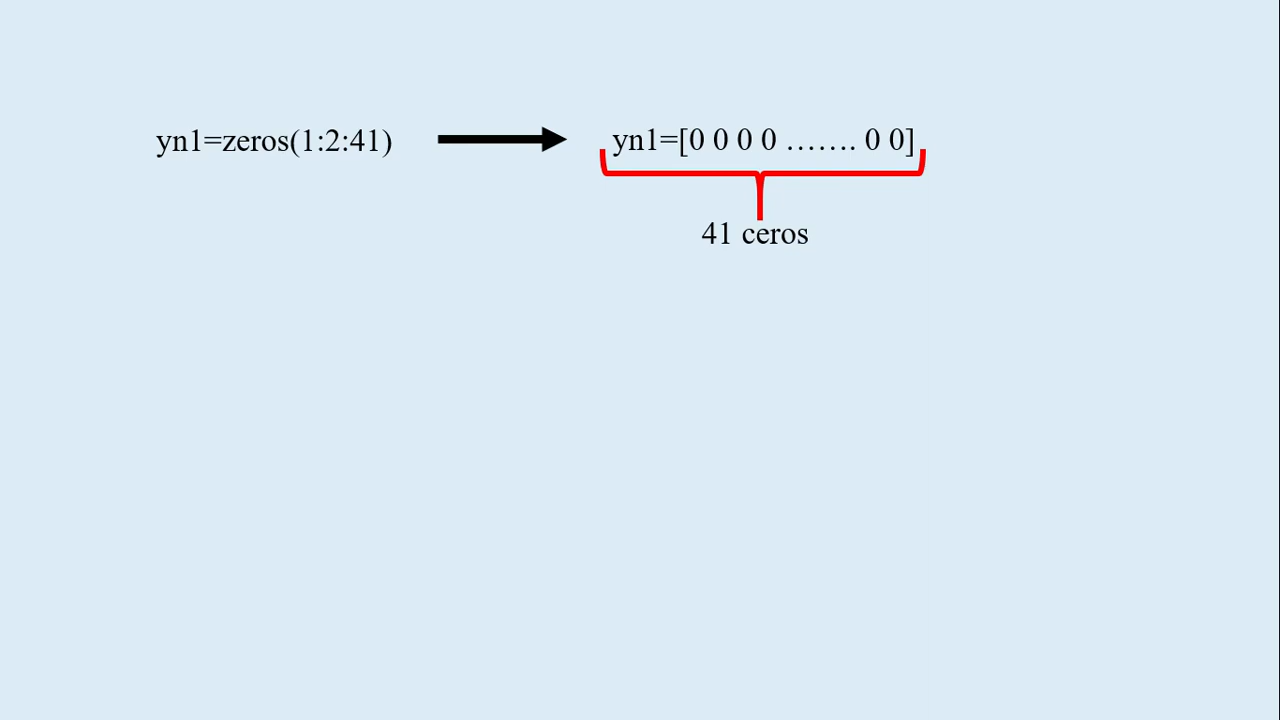 yn1=zeros(1:2:41) yn1=[0 0 0 0 ……. 0 0]
41 ceros